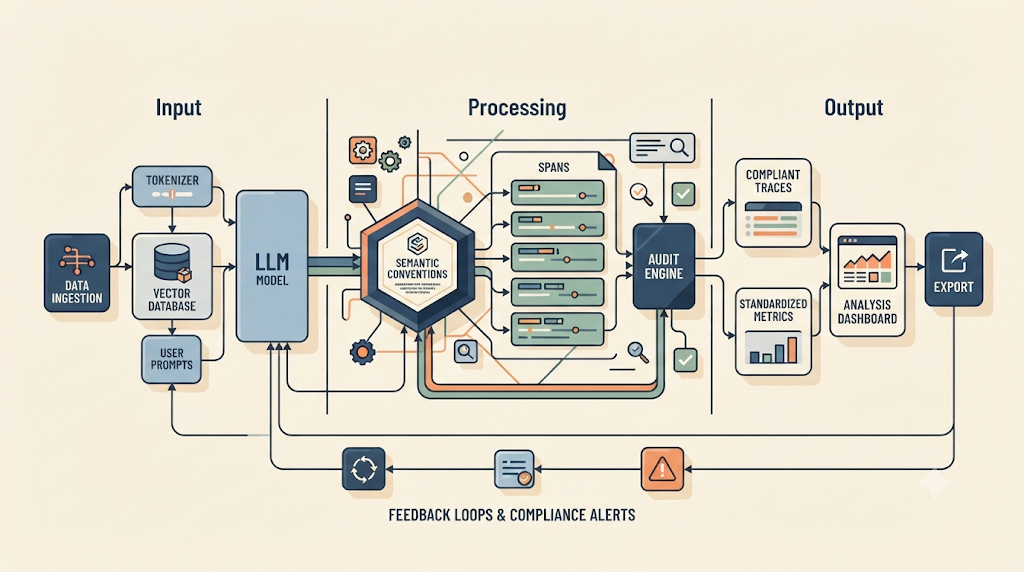 Input
Processing
Output
TOKENIZER
DATA
INGESTION
VECTOR
DATABASE
USER
PROMPTS
LLM
MODEL
SEMANTIC
CONVENTIONS
SPANS
AUDIT
ENGINE
COMPLIANT
TRACES
STANDARDIZED
METRICS
ANALYSIS
DASHBOARD
EXPORT
FEEDBACK LOOPS & COMPLIANCE ALERTS